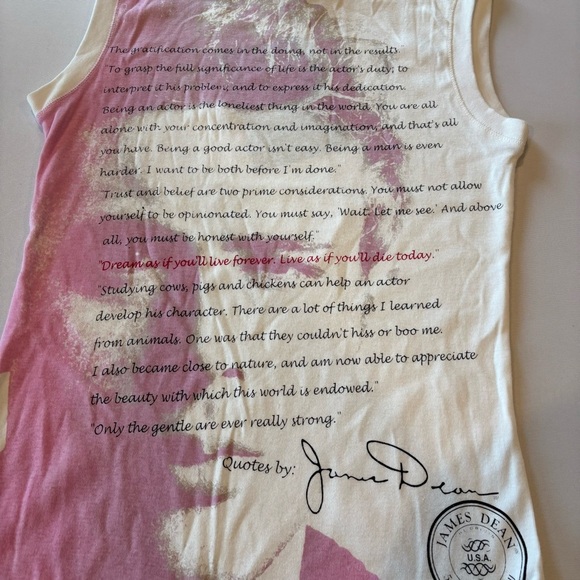 The gratification comes in the doing, not in the results.
"To grasp the full significance of life is the actor's duty; to
interpret it his problem; and to express it his dedication.
Being an actor is the loneliest thing in the world. You are all
alone with your concentration and imagination, and that's all
you have. Being a good actor isn't easy. Being a man is even
harder. I want to be both before I'm done."
"Trust and belief are two prime considerations. You must not allow
yourself to be opinionated. You must say, 'Wait. Let me see.' And above
all, you must be honest with yourself."
"Dream as if you'll live forever. Live as if you'll die today."
"Studying cows, pigs and chickens can help an actor
develop his character. There are a lot of things I learned
from animals. One was that they couldn't hiss or boo me.
I also became close to nature, and am now able to appreciate
the beauty with which this world is endowed."
"Only the gentle are ever really strong."
Quotes by: James Dean
JAMES DEAN
U.S.A.